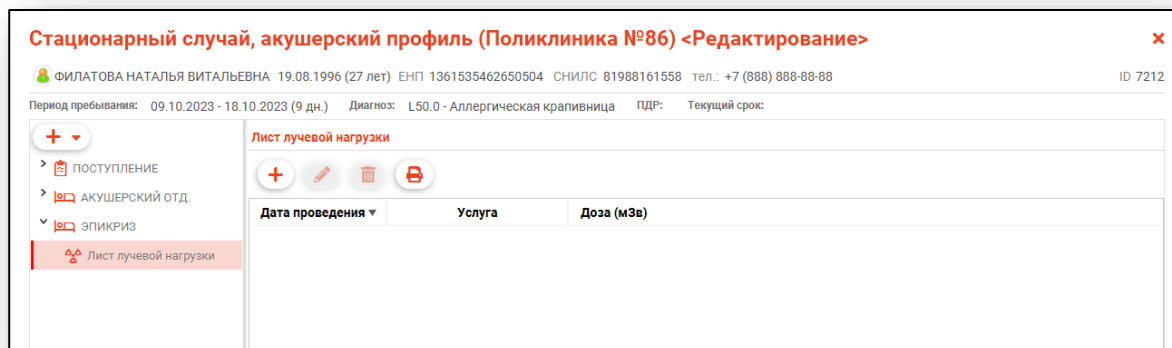 Стационарный случай, акушерский профиль (Поликлиника №86) <Редактирование>
ФИЛАТОВА НАТАЛЬЯ ВИТАЛЬЕВНА 19.08.1996 (27 лет) ЕНП 1361535462650504 СНИЛС 81988161558 тел.: +7 (888) 888-88-88 ID 7212
Период пребывания: 09.10.2023 - 18.10.2023 (9 дн.) Диагноз: L50.0 - Аллергическая крапивница ПДР: Текущий срок:
Лист лучевой нагрузки
ПОСТУПЛЕНИЕ
АКУШЕРСКИЙ ОТД.
ЭПИКРИЗ
Лист лучевой нагрузки
Дата проведения Услуга Доза (мЗв)